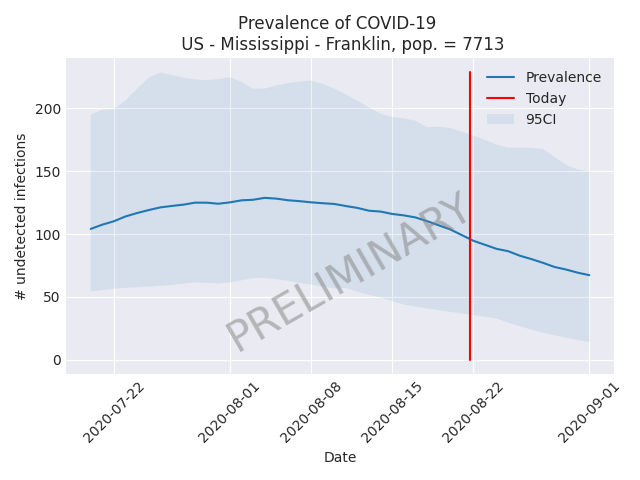 Prevalence of COVID-19
US - Mississippi - Franklin, pop. = 7713
Prevalence
Today
95CI
200
150
100
50
0
# undetected infections
PRELIMINARY
2020-07-22
2020-08-01
2020-08-08
2020-08-15
2020-08-22
2020-09-01
Date